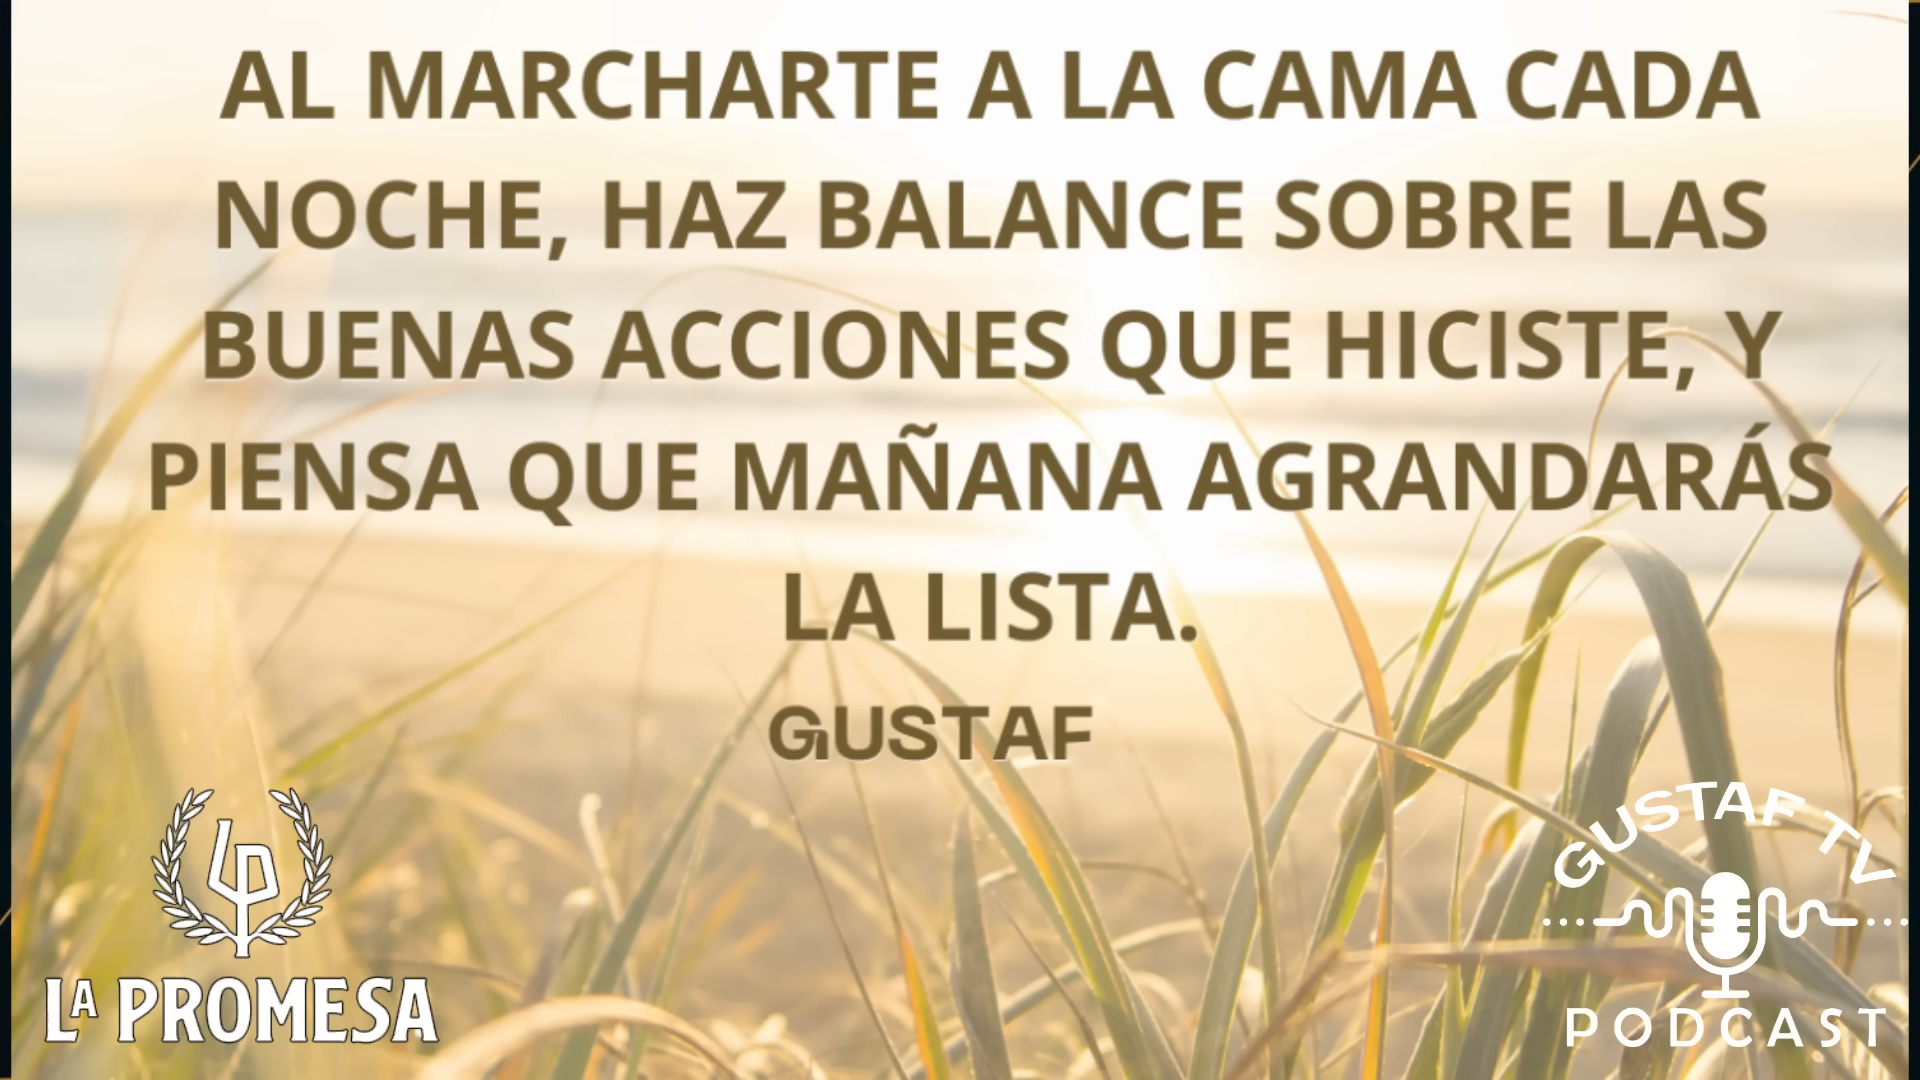 AL MARCHARTE A LA CAMA CADA
NOCHE, HAZ BALANCE SOBRE LAS
BUENAS ACCIONES QUE HICISTE, Y
PIENSA QUE MAÑANA AGRANDARÁS
LA LISTA.
GUSTAF
LP
LA PROMESA
GUSTAF TV
PODCAST